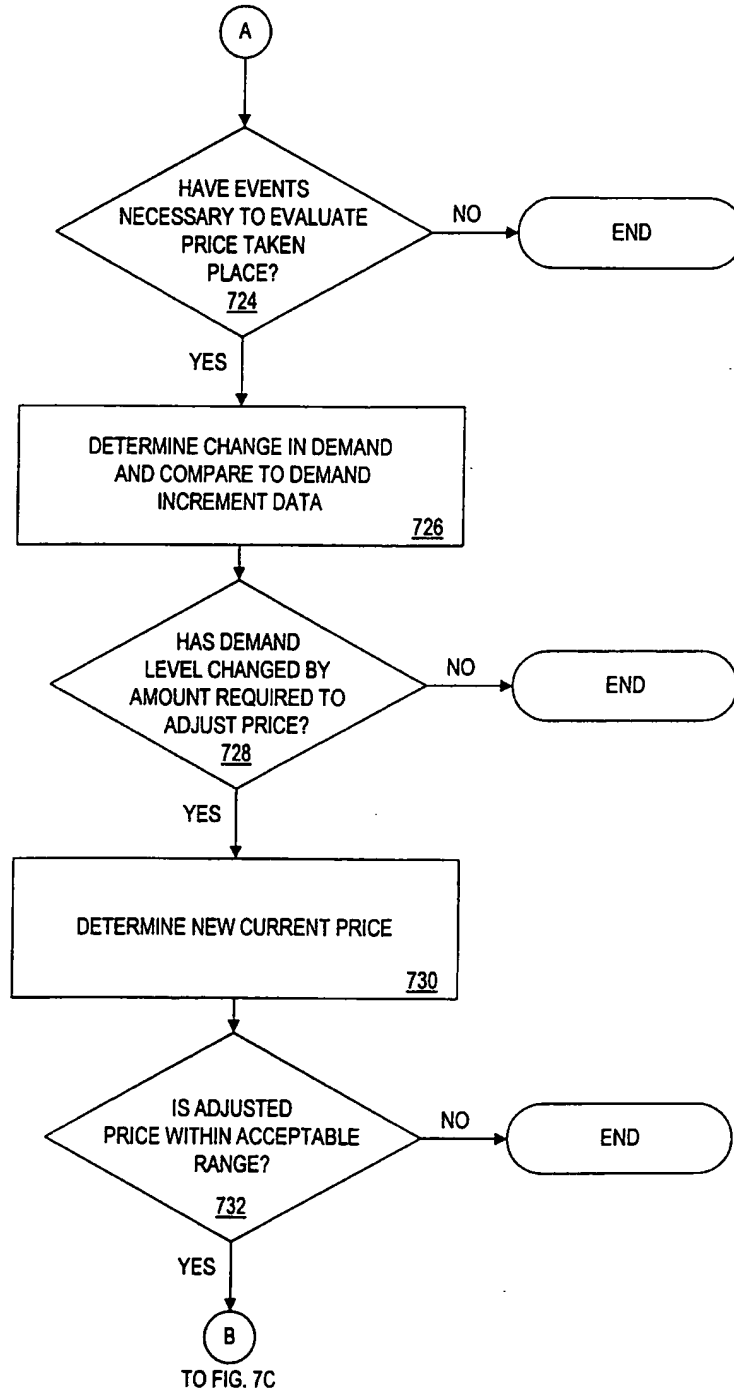 A
HAVE EVENTS
NECESSARY TO EVALUATE
PRICE TAKEN
PLACE?
724
NO
END
YES
DETERMINE CHANGE IN DEMAND
AND COMPARE TO DEMAND
INCREMENT DATA
726
HAS DEMAND
LEVEL CHANGED BY
AMOUNT REQUIRED TO
ADJUST PRICE?
728
NO
END
YES
DETERMINE NEW CURRENT PRICE
730
IS ADJUSTED
PRICE WITHIN ACCEPTABLE
RANGE?
732
NO
END
YES
B
TO FIG. 7C